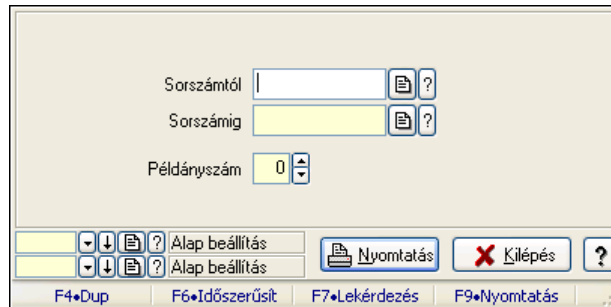 Sorszámtól ?
Sorszámig ?
Példányszám 0
? Alap beállítás
? Alap beállítás
Nyomtatás Kilépés ?
F4•Dup F6•Időszerűsít F7•Lekérdezés F9•Nyomtatás